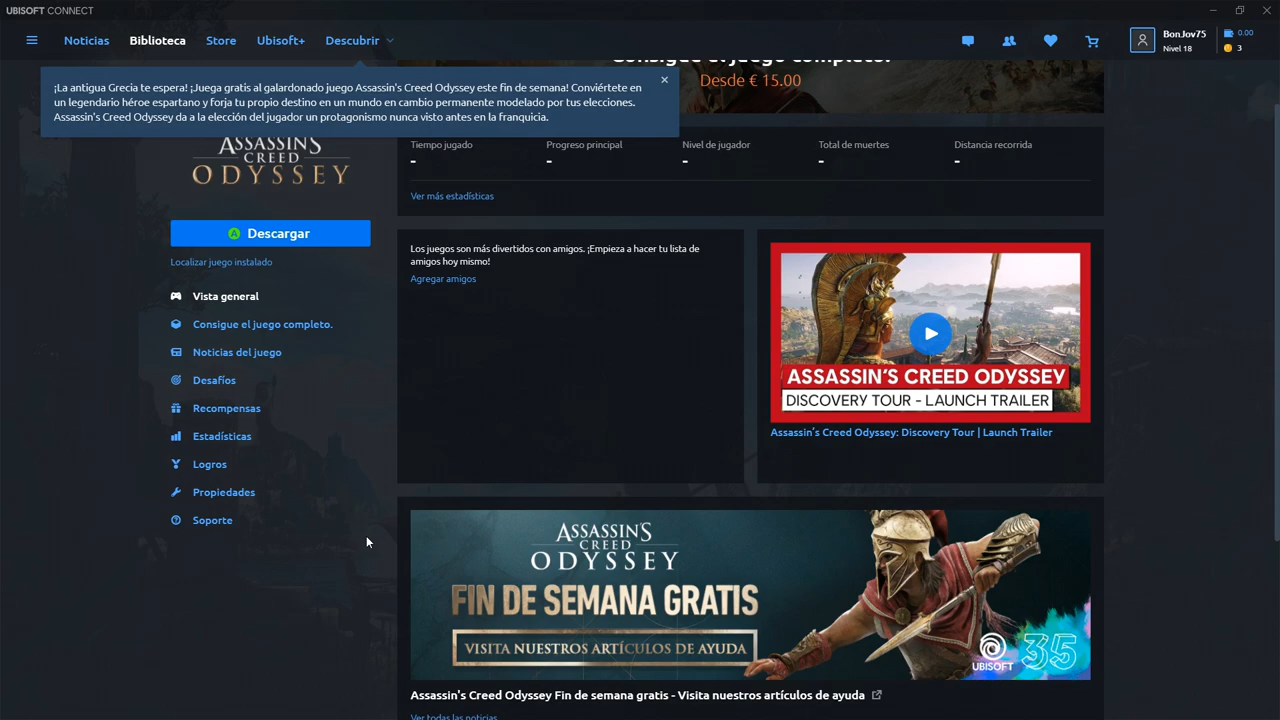 UBISOFT CONNECT
Noticias
Biblioteca
Store
Ubisoft+
Descubrir
BonJov75
Nivel 18
0.00
3
Consigue el juego completo.
Desde € 15.00
¡La antigua Grecia te espera! ¡Juega gratis al galardonado juego Assassin's Creed Odyssey este fin de semana! Conviértete en
un legendario héroe espartano y forja tu propio destino en un mundo en cambio permanente modelado por tus elecciones.
Assassin's Creed Odyssey da a la elección del jugador un protagonismo nunca visto antes en la franquicia.
ASSASSIN'S
CREED
ODYSSEY
A Descargar
Localizar juego instalado
Vista general
Consigue el juego completo.
Noticias del juego
Desafíos
Recompensas
Estadísticas
Logros
Propiedades
Soporte
Tiempo jugado
-
Progreso principal
-
Nivel de jugador
-
Total de muertes
-
Distancia recorrida
-
Ver más estadísticas
Los juegos son más divertidos con amigos. ¡Empieza a hacer tu lista de
amigos hoy mismo!
Agregar amigos
ASSASSIN'S CREED ODYSSEY
DISCOVERY TOUR - LAUNCH TRAILER
Assassin's Creed Odyssey: Discovery Tour | Launch Trailer
ASSASSIN'S
CREED
ODYSSEY
FIN DE SEMANA GRATIS
VISITA NUESTROS ARTÍCULOS DE AYUDA
UBISOFT
35
Assassin's Creed Odyssey Fin de semana gratis - Visita nuestros artículos de ayuda
Ver todas las noticias